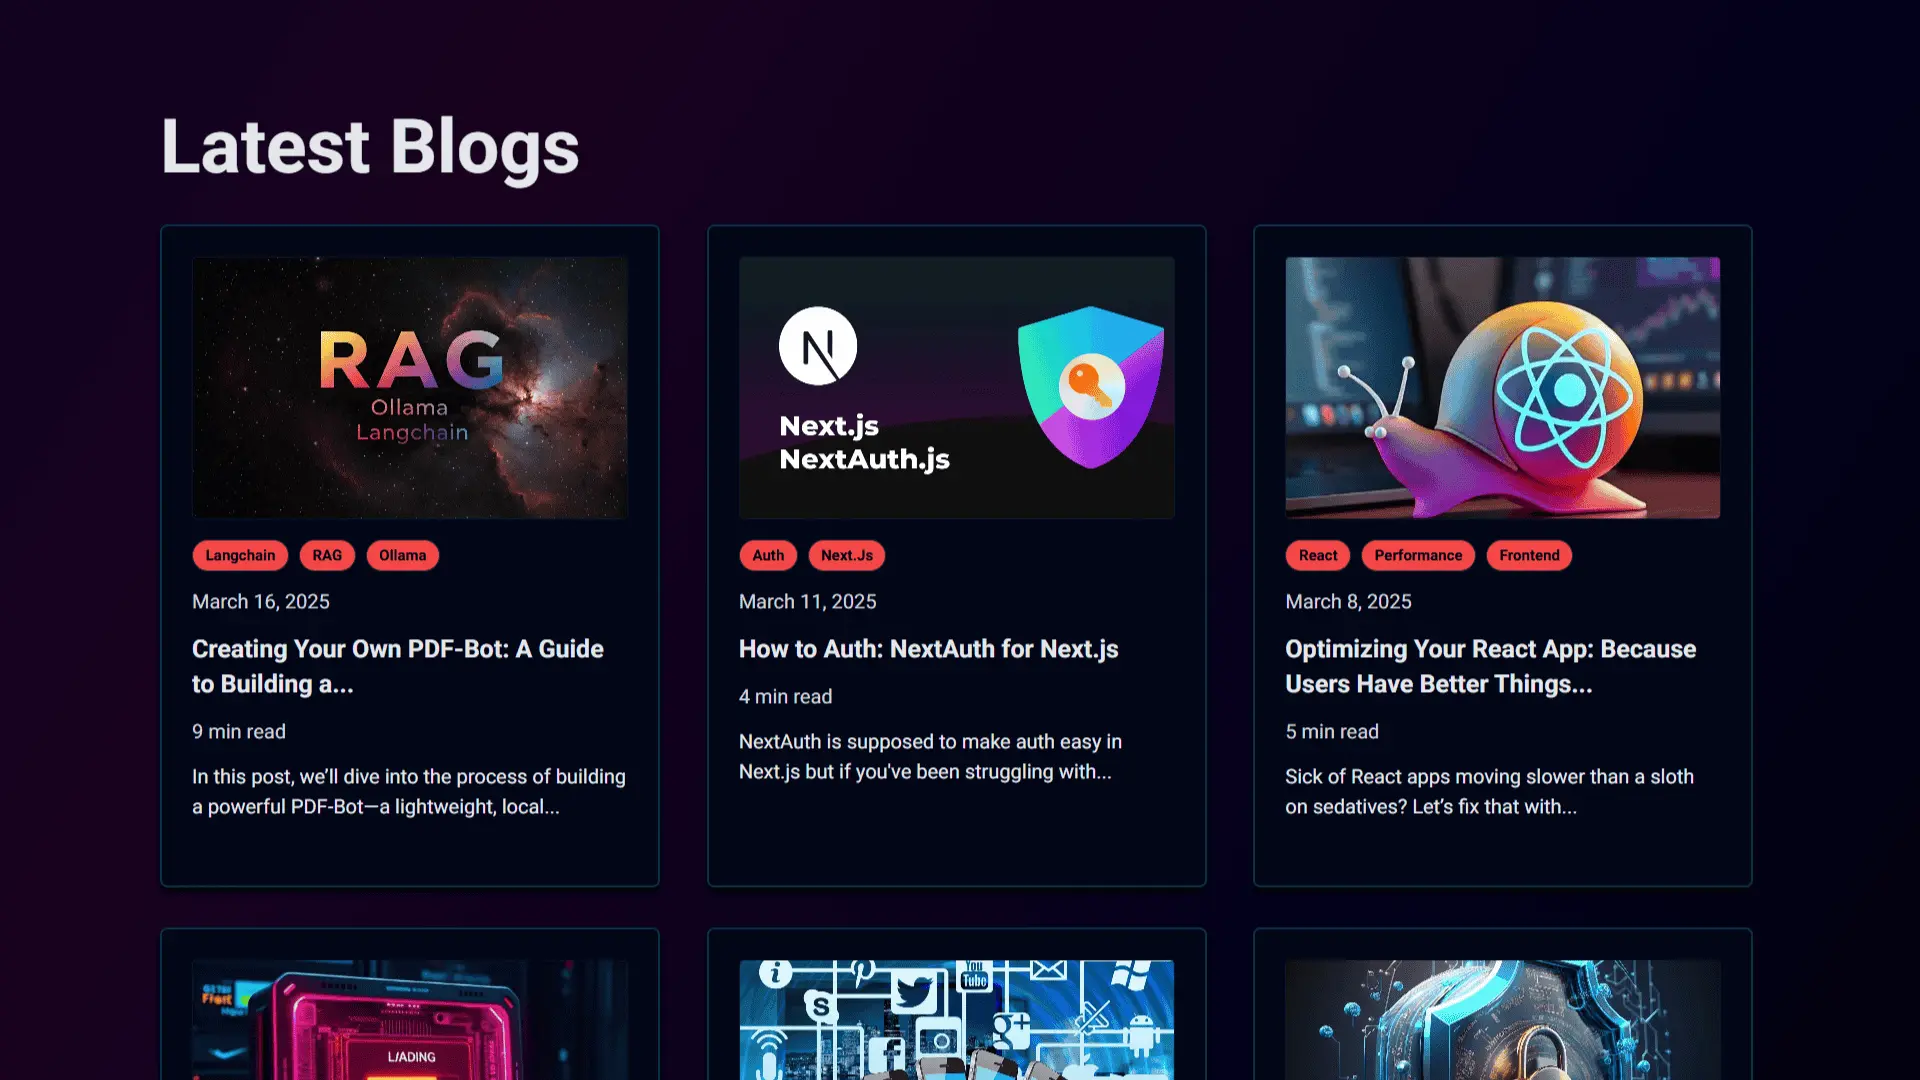 Latest Blogs
RAG
Ollama
Langchain
Langchain RAG Ollama
March 16, 2025
Creating Your Own PDF-Bot: A Guide
to Building a...
9 min read
In this post, we’ll dive into the process of building
a powerful PDF-Bot—a lightweight, local...
N
Next.js
NextAuth.js
Auth Next.Js
March 11, 2025
How to Auth: NextAuth for Next.js
4 min read
NextAuth is supposed to make auth easy in
Next.js but if you've been struggling with...
React Performance Frontend
March 8, 2025
Optimizing Your React App: Because
Users Have Better Things...
5 min read
Sick of React apps moving slower than a sloth
on sedatives? Let’s fix that with...
L/ADING
You
Tube